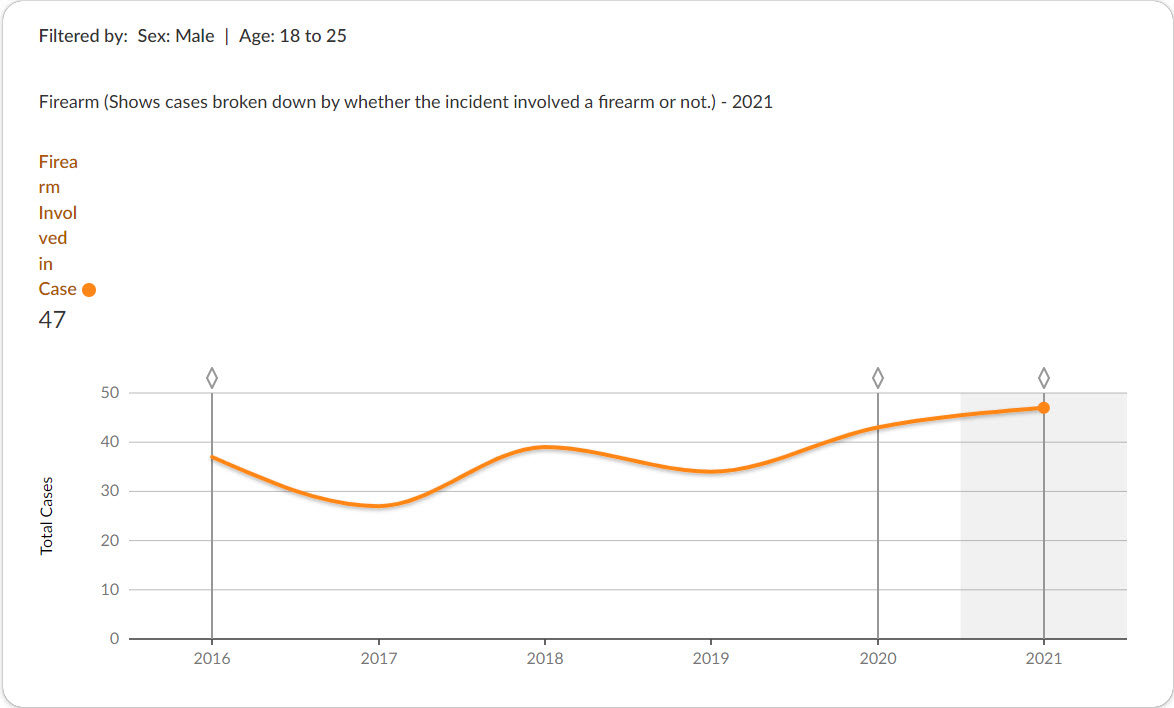 Filtered by: Sex: Male | Age: 18 to 25
Firearm (Shows cases broken down by whether the incident involved a firearm or not.) - 2021
Firea
rm
Invol
ved
in
Case
47
50
40
30
20
10
0
Total Cases
2016 2017 2018 2019 2020 2021